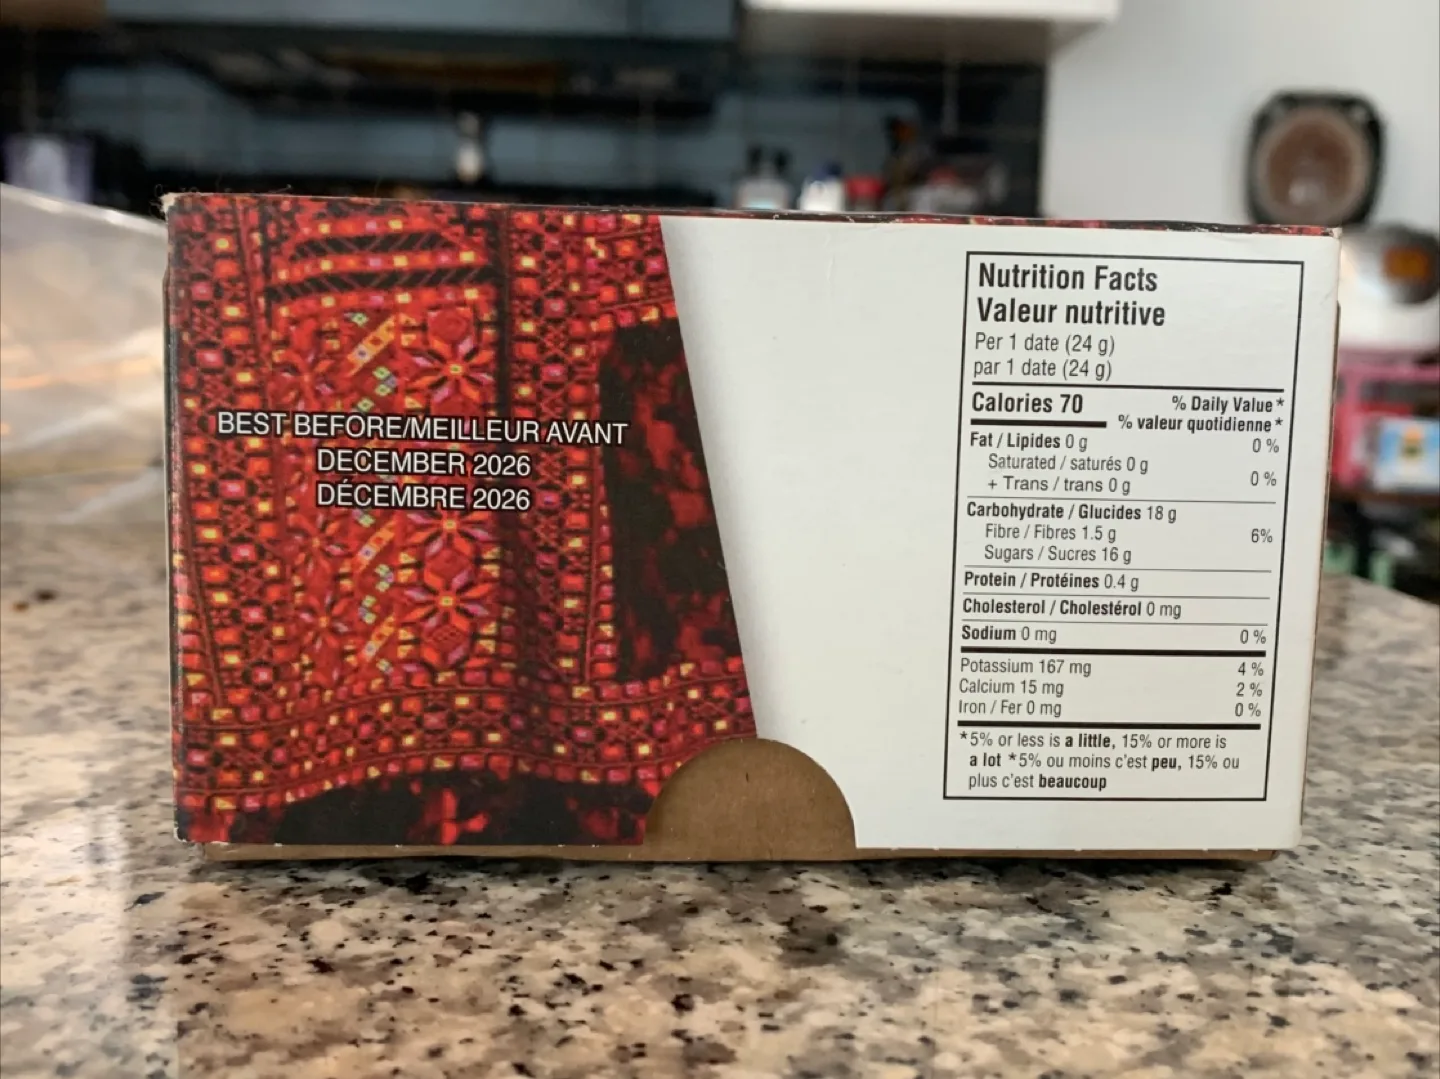 BEST BEFORE/MEILLEUR AVANT
DECEMBER 2026
DÉCEMBRE 2026
Nutrition Facts
Valeur nutritive
Per 1 date (24 g)
par 1 date (24 g)
Calories 70
% Daily Value*
% valeur quotidienne*
Fat / Lipides 0 g 0 %
Saturated / saturés 0 g
+ Trans / trans 0 g 0 %
Carbohydrate / Glucides 18 g
Fibre / Fibres 1.5 g 6%
Sugars / Sucres 16 g
Protein / Protéines 0.4 g
Cholesterol / Cholestérol 0 mg
Sodium 0 mg 0 %
Potassium 167 mg 4 %
Calcium 15 mg 2 %
Iron / Fer 0 mg 0 %
*5% or less is a little, 15% or more is
a lot *5% ou moins c'est peu, 15% ou
plus c'est beaucoup